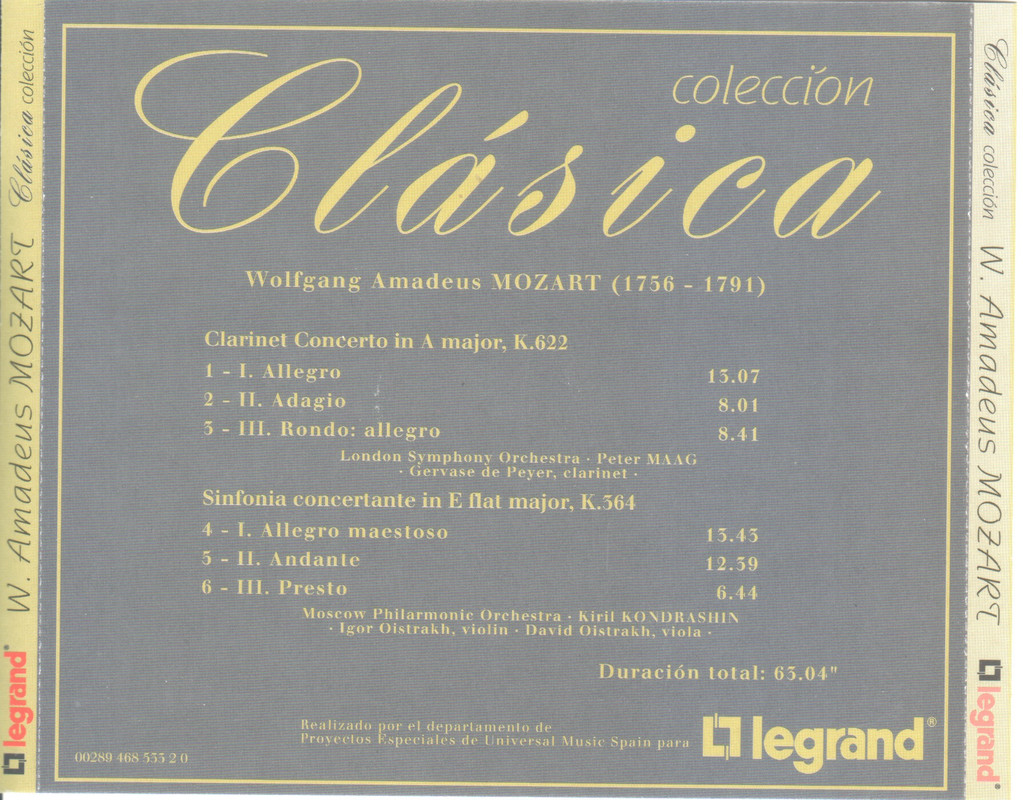 colección
Clásica
Wolfgang Amadeus MOZART (1756 - 1791)
Clarinet Concerto in A major, K.622
1 - I. Allegro 13.07
2 - II. Adagio 8.01
3 - III. Rondo: allegro 8.41
London Symphony Orchestra · Peter MAAG
· Gervase de Peyer, clarinet ·
Sinfonia concertante in E flat major, K.364
4 - I. Allegro maestoso 13.43
5 - II. Andante 12.39
6 - III. Presto 6.44
Moscow Philarmonic Orchestra · Kiril KONDRASHIN
· Igor Oistrakh, violin · David Oistrakh, viola ·
Duración total: 63.04"
Realizado por el departamento de
Proyectos Especiales de Universal Music Spain para
legrand®
00289 468 535 2 0
legrand® W. Amadeus MOZART Clásica colección
Clásica colección W. Amadeus MOZART legrand®